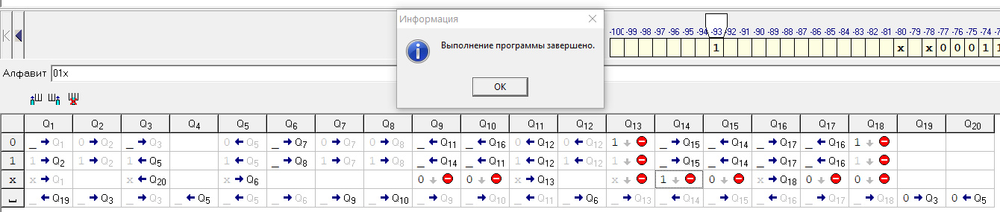 Информация
Выполнение программы завершено.
OK
-100 -99 -98 -97 -96 -95 -94 -93 -92 -91 -90 -89 -88 -87 -86 -85 -84 -83 -82 -81 -80 -79 -78 -77 -76 -75 -74
1 x x 0 0 0 1 1
Алфавит 01x
Q1 Q2 Q3 Q4 Q5 Q6 Q7 Q8 Q9 Q10 Q11 Q12 Q13 Q14 Q15 Q16 Q17 Q18 Q19 Q20
0 _ → Q1 0 → Q2 _ → Q3 0 ← Q5 _ → Q7 0 → Q7 0 → Q8 _ ← Q11 _ ← Q16 0 ← Q12 0 ← Q12 1 ↓ _ → Q15 _ ← Q14 _ → Q17 _ ← Q16 1 ↓
1 1 → Q2 1 → Q2 1 ← Q5 1 ← Q5 _ → Q8 1 → Q7 1 → Q8 _ ← Q14 _ ← Q11 1 ← Q12 1 ← Q12 1 ↓ _ → Q15 _ ← Q14 _ → Q17 _ ← Q16 1 ↓
x x → Q1 x ← Q20 x → Q6 0 ↓ 0 ↓ x → Q13 x ↓ 1 ↓ 0 ↓ x → Q18 0 ↓ 0 ↓
_ ← Q19 _ → Q3 _ → Q3 _ ← Q5 _ ← Q5 _ → Q6 _ → Q9 _ → Q10 _ → Q9 _ → Q10 _ → Q11 _ → Q6 _ → Q13 _ ← Q14 _ → Q15 _ ← Q16 _ → Q17 _ → Q18 0 → Q3 0 ← Q5